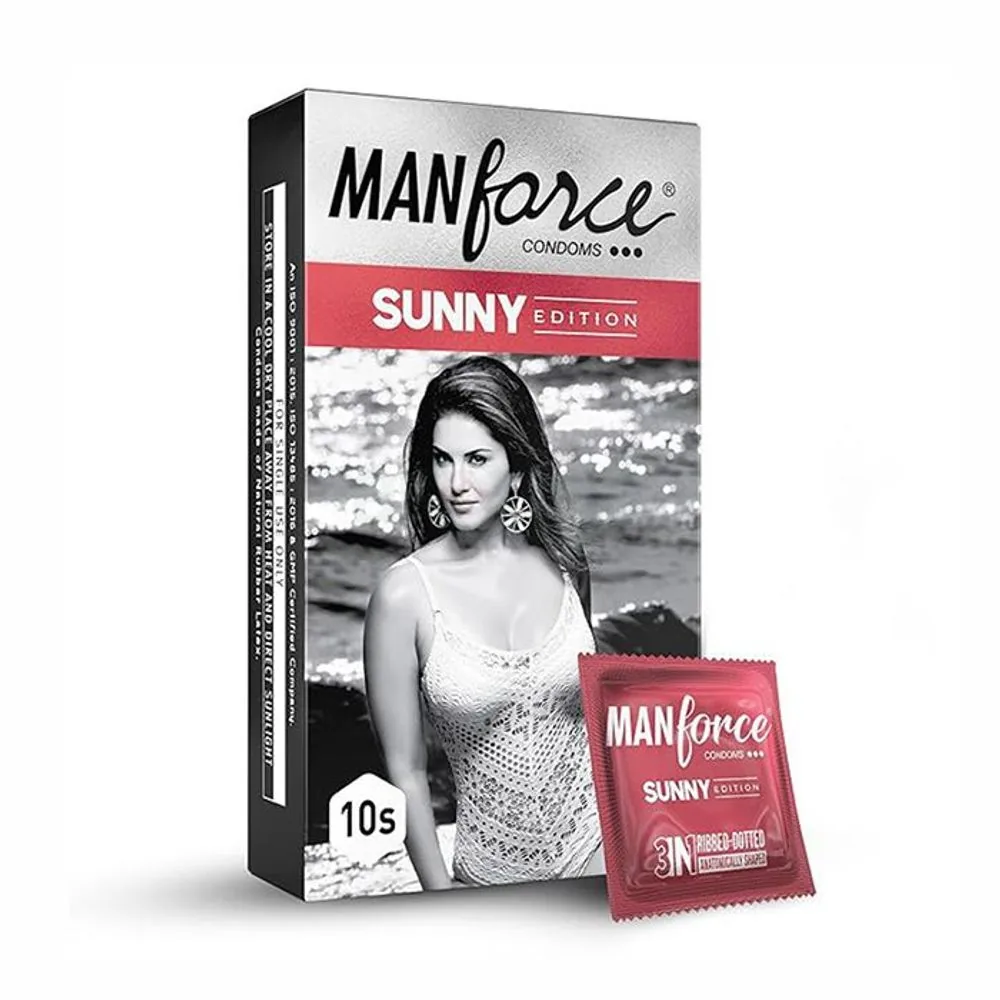 MANforce®
CONDOMS
SUNNY EDITION
10s
An ISO 9001 : 2015, ISO 13485 : 2016 & GMP Certified Company.
FOR SINGLE USE ONLY
STORE IN A COOL DRY PLACE AWAY FROM HEAT AND DIRECT SUNLIGHT
Condoms made of Natural Rubber Latex.
MANforce
CONDOMS
SUNNY EDITION
3IN1
RIBBED-DOTTED
ANATOMICALLY SHAPED